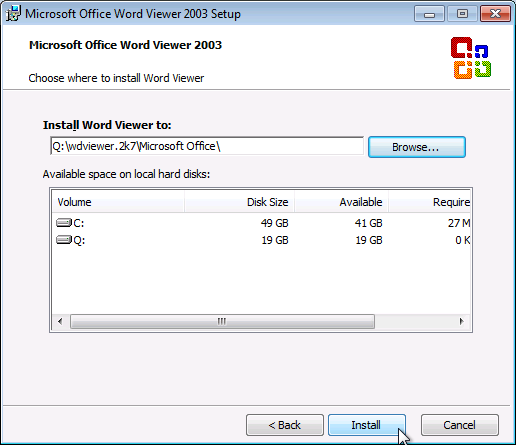 Microsoft Office Word Viewer 2003 Setup
Microsoft Office Word Viewer 2003
Choose where to install Word Viewer
Install Word Viewer to:
Q:\wdviewer.2k7\Microsoft Office\
Browse...
Available space on local hard disks:
Volume Disk Size Available Require
C: 49 GB 41 GB 27 M
Q: 19 GB 19 GB 0 K
< Back Install Cancel